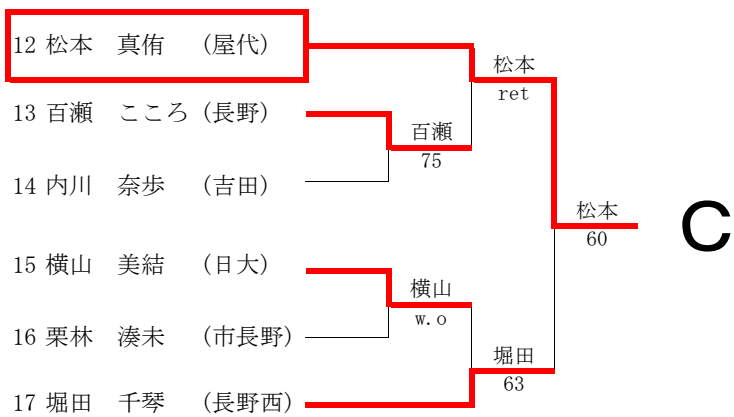 12 松本 真侑 (屋代)
松本
ret
13 百瀬 こころ (長野)
百瀬
75
14 内川 奈歩 (吉田)
松本
60
C
15 横山 美結 (日大)
横山
w.o
16 栗林 湊未 (市長野)
堀田
63
17 堀田 千琴 (長野西)